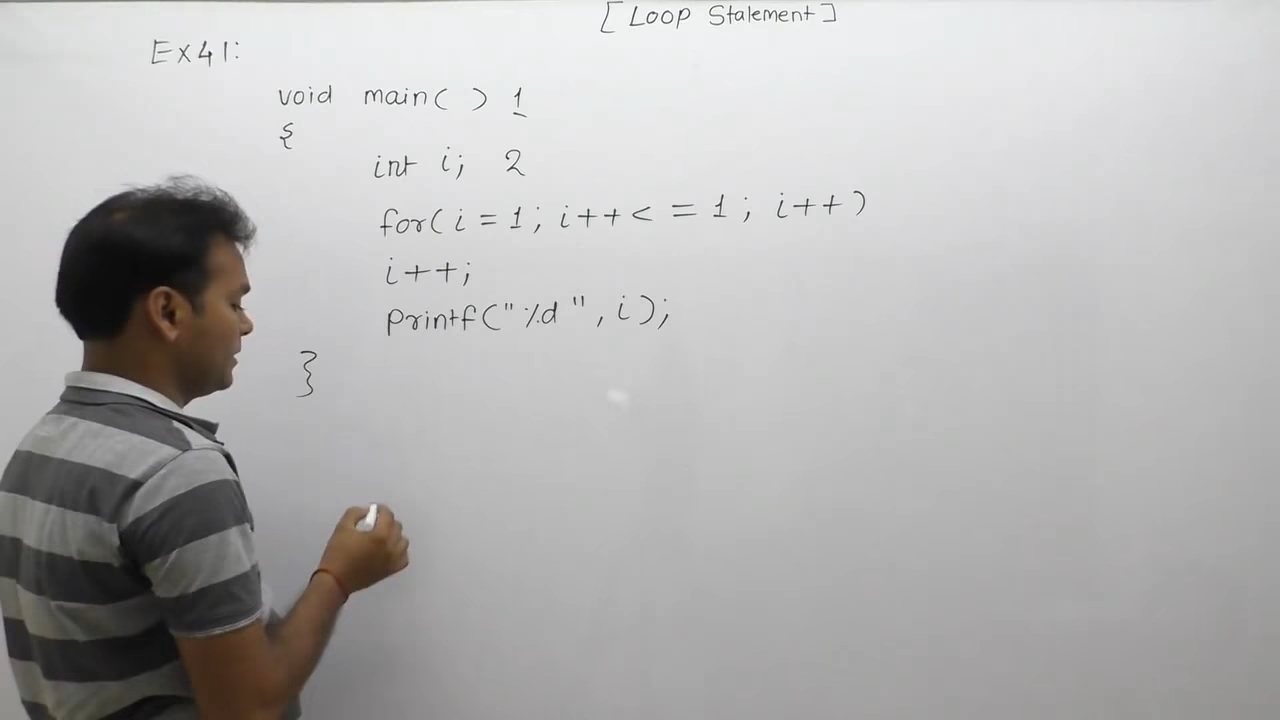 [Loop Statement]
Ex41:
void main( ) 1
{
int i; 2
for(i = 1; i++< = 1; i++)
i++;
printf("%d", i);
}